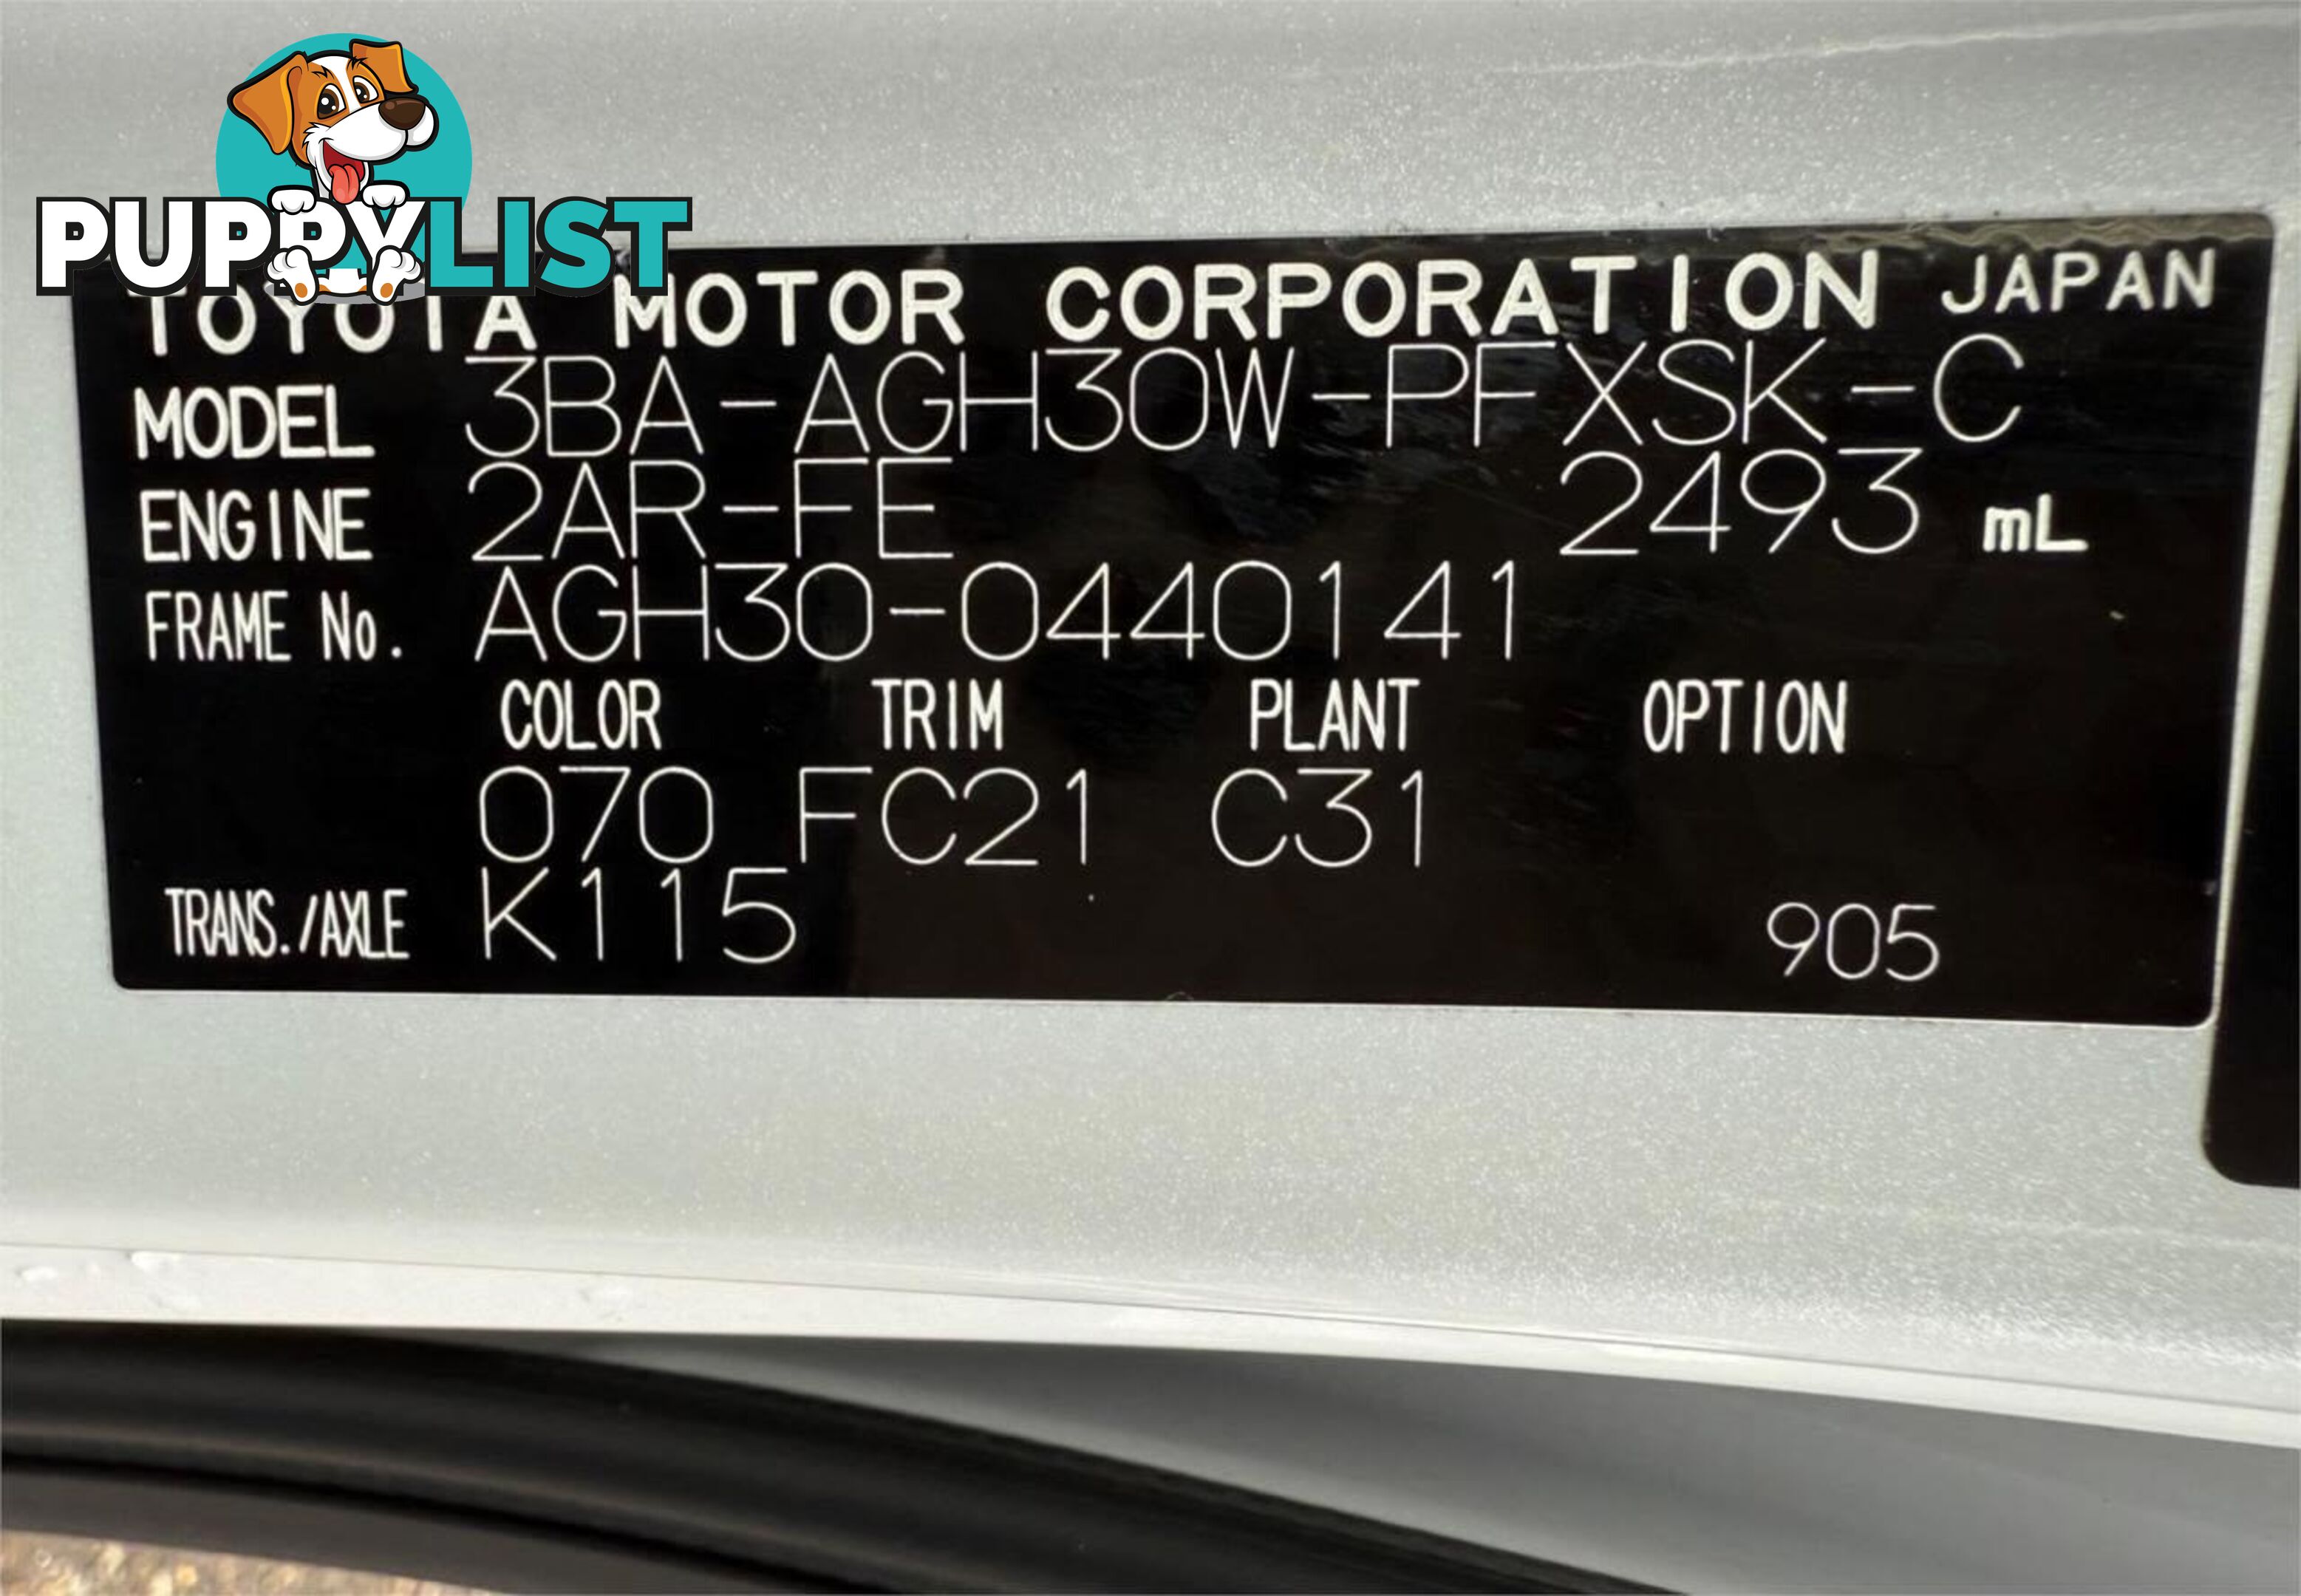 PUPPYLIST
TOYOTA MOTOR CORPORATION JAPAN
MODEL 3BA-AGH30W-PFXSK-C
ENGINE 2AR-FE 2493 mL
FRAME No. AGH30-0440141
COLOR TRIM PLANT OPTION
070 FC21 C31
TRANS./AXLE K115 905